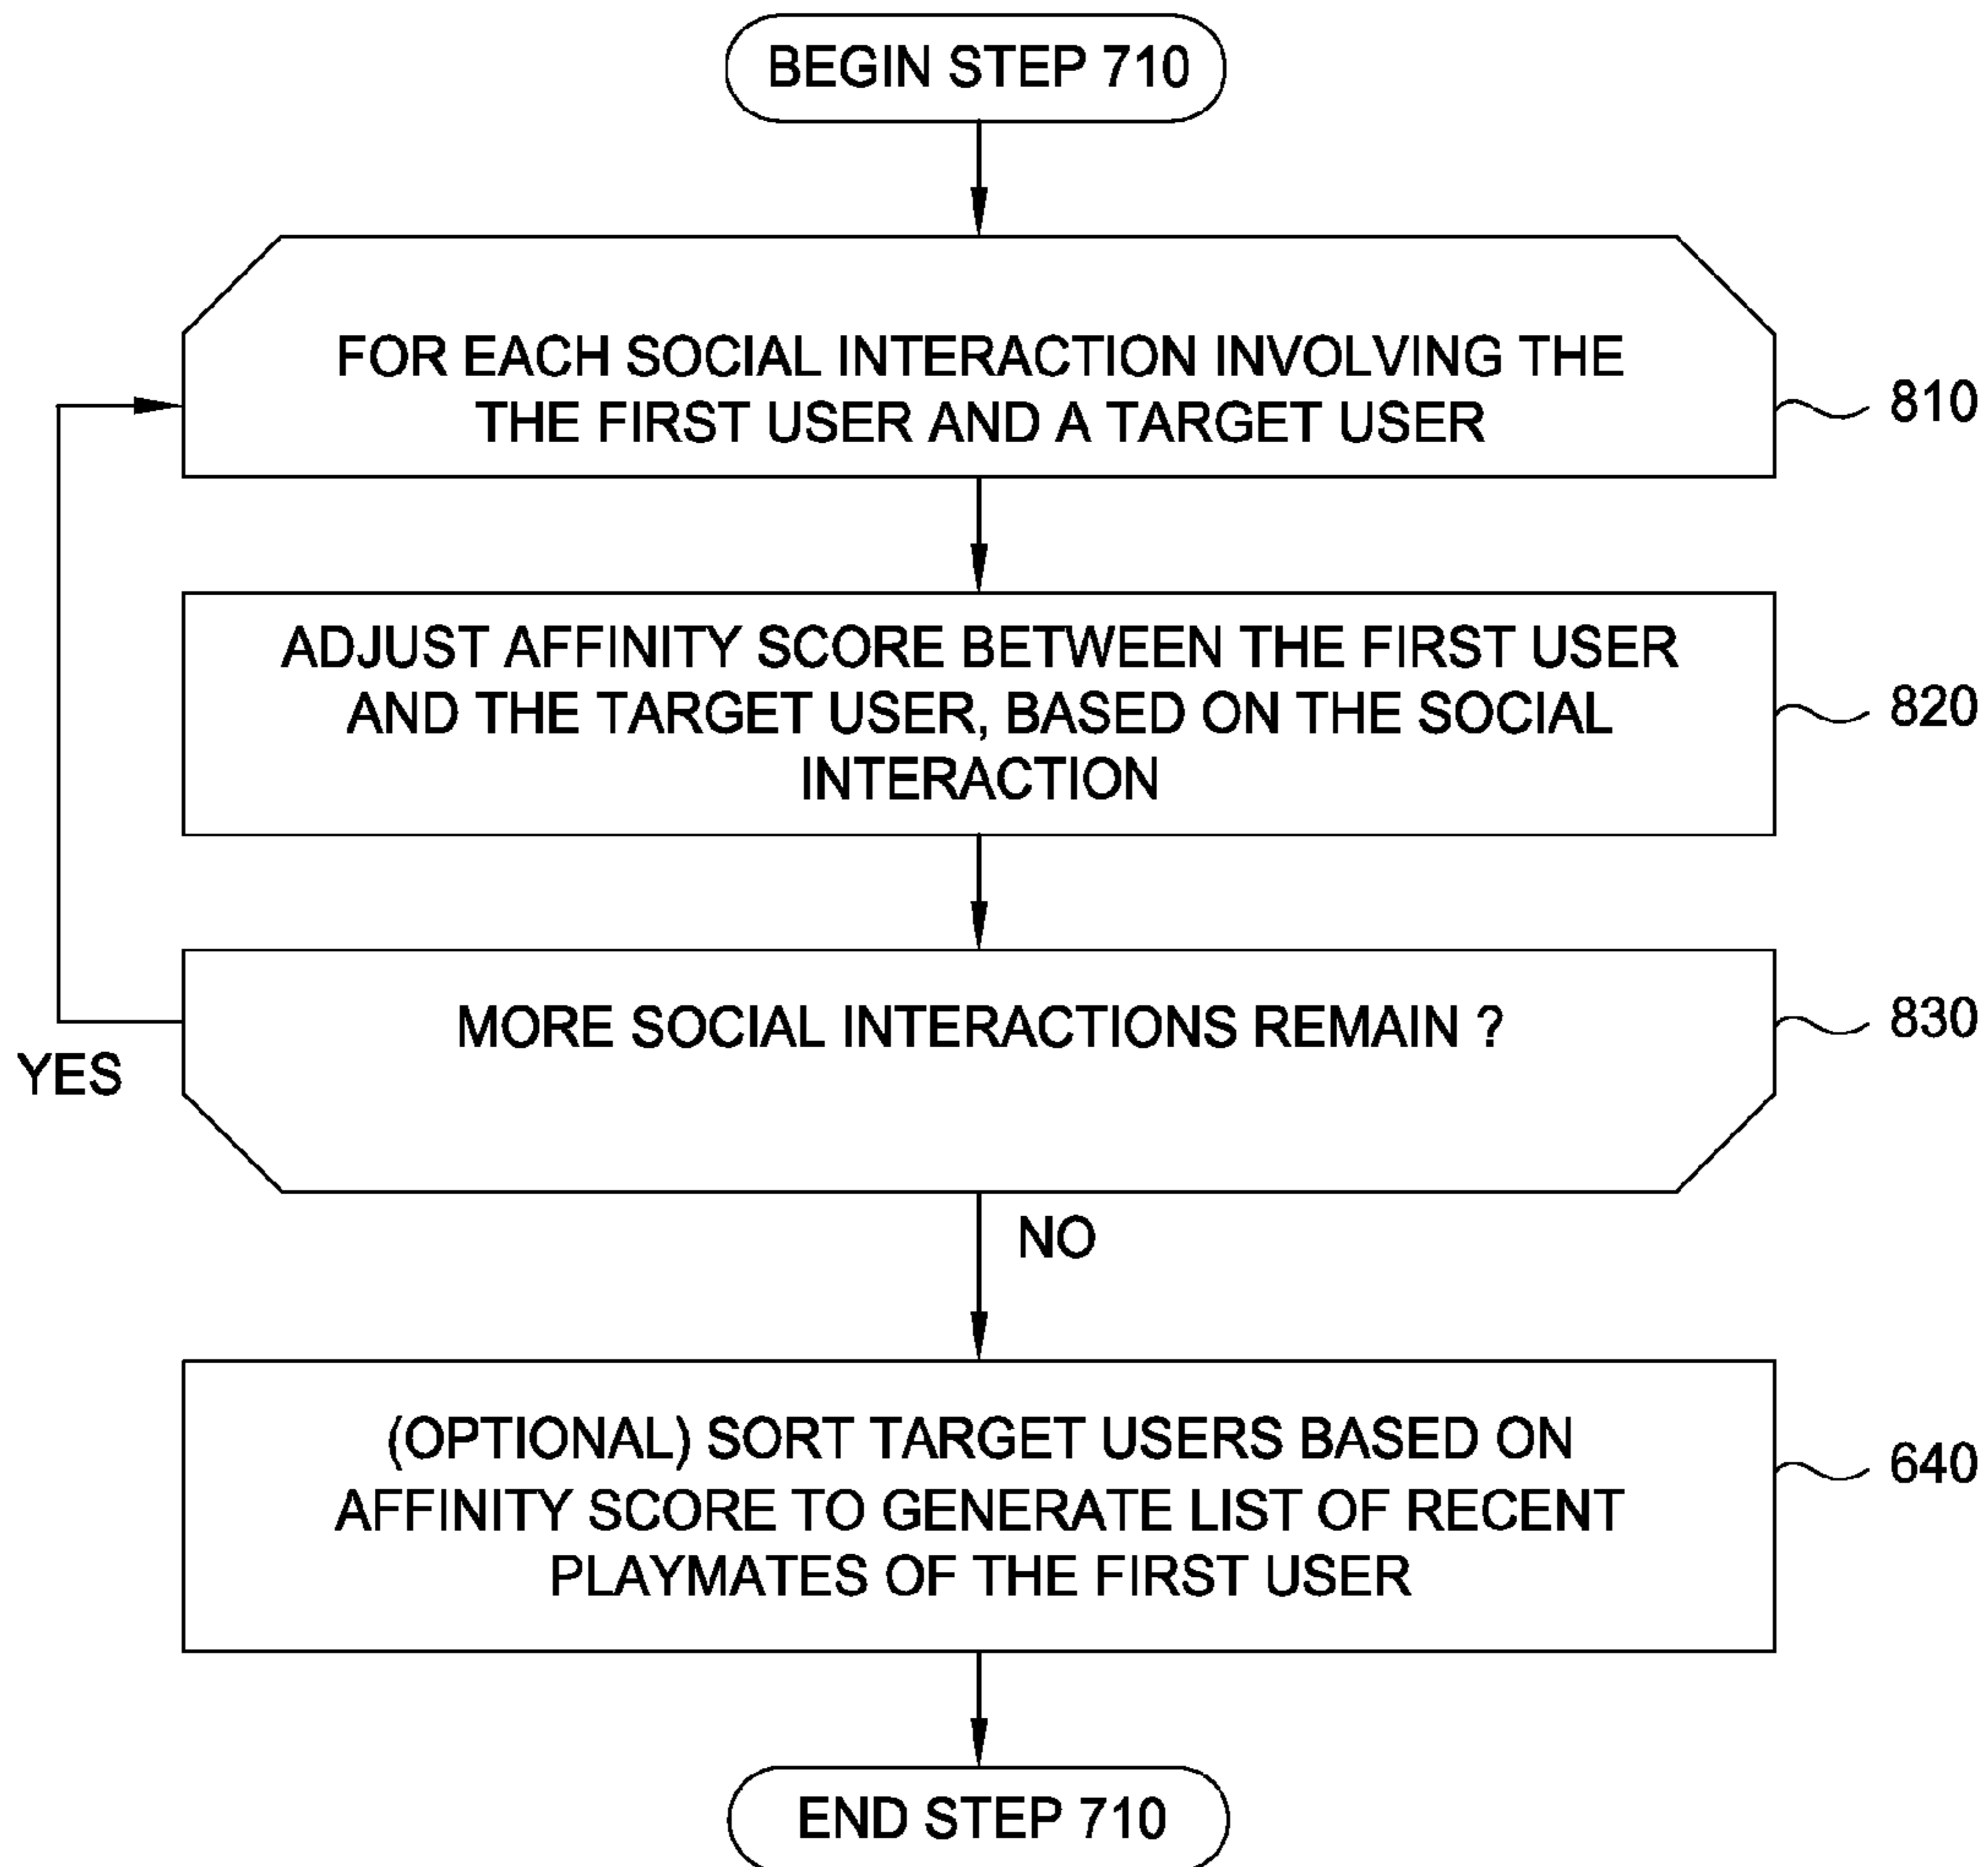 BEGIN STEP 710
FOR EACH SOCIAL INTERACTION INVOLVING THE
THE FIRST USER AND A TARGET USER
810
ADJUST AFFINITY SCORE BETWEEN THE FIRST USER
AND THE TARGET USER, BASED ON THE SOCIAL
INTERACTION
820
MORE SOCIAL INTERACTIONS REMAIN ?
830
YES
NO
(OPTIONAL) SORT TARGET USERS BASED ON
AFFINITY SCORE TO GENERATE LIST OF RECENT
PLAYMATES OF THE FIRST USER
640
END STEP 710